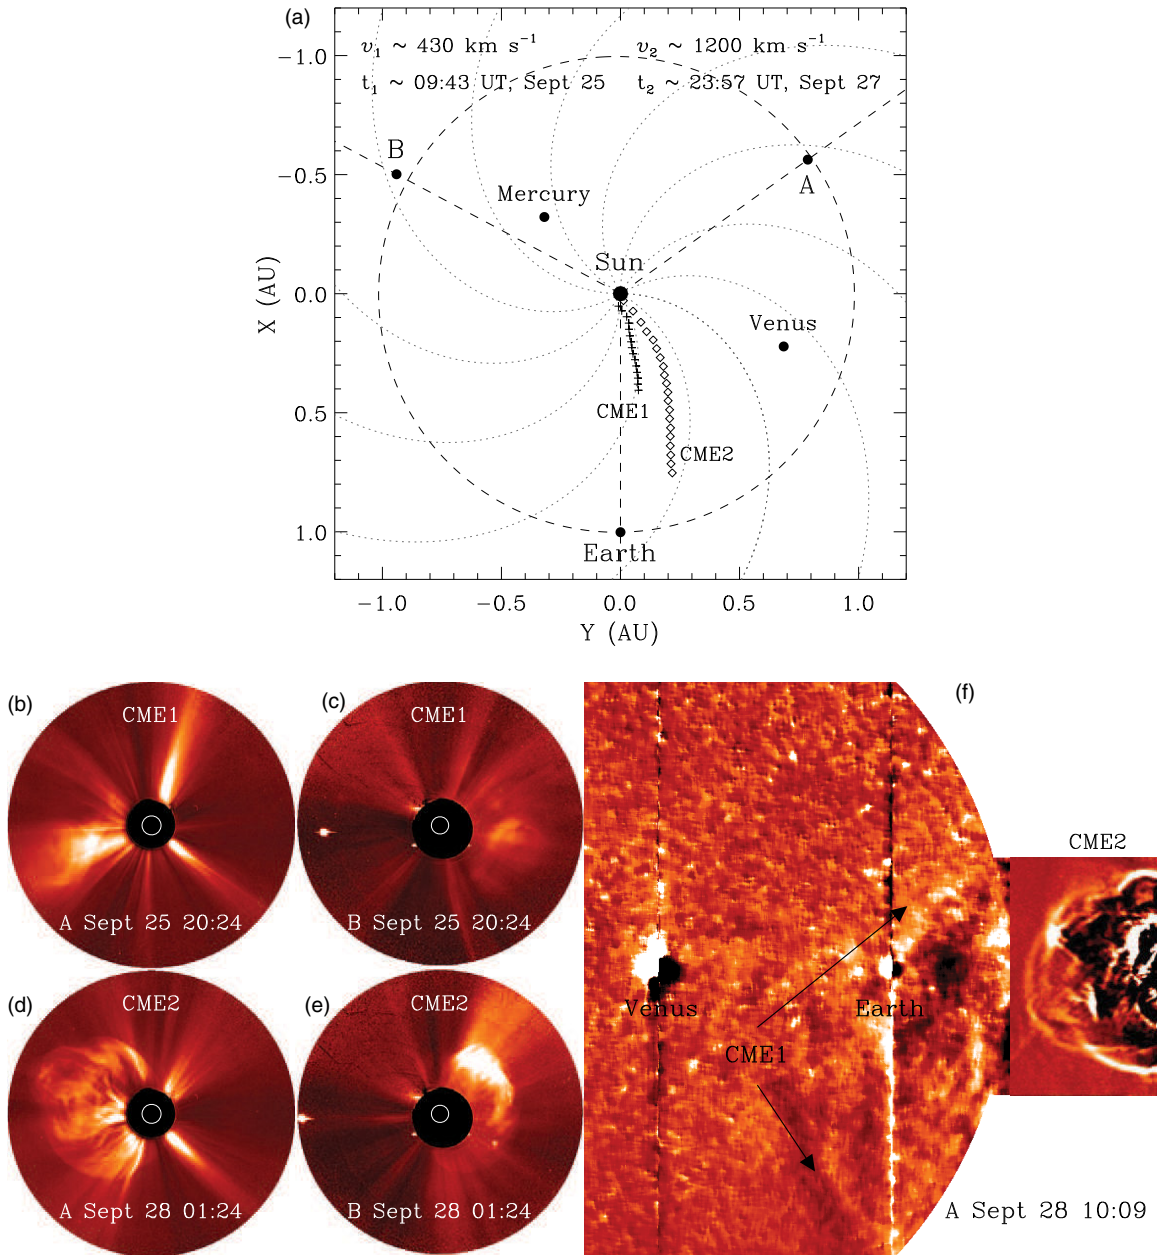 (a)
v₁ ~ 430 km s⁻¹
v₂ ~ 1200 km s⁻¹
t₁ ~ 09:43 UT, Sept 25
t₂ ~ 23:57 UT, Sept 27
−1.0
−0.5
0.0
0.5
1.0
X (AU)
B
A
Mercury
Sun
Venus
CME1
CME2
Earth
−1.0
−0.5
0.0
0.5
1.0
Y (AU)
(b)
CME1
A Sept 25 20:24
(c)
CME1
B Sept 25 20:24
(d)
CME2
A Sept 28 01:24
(e)
CME2
B Sept 28 01:24
(f)
CME2
Venus
Earth
CME1
A Sept 28 10:09